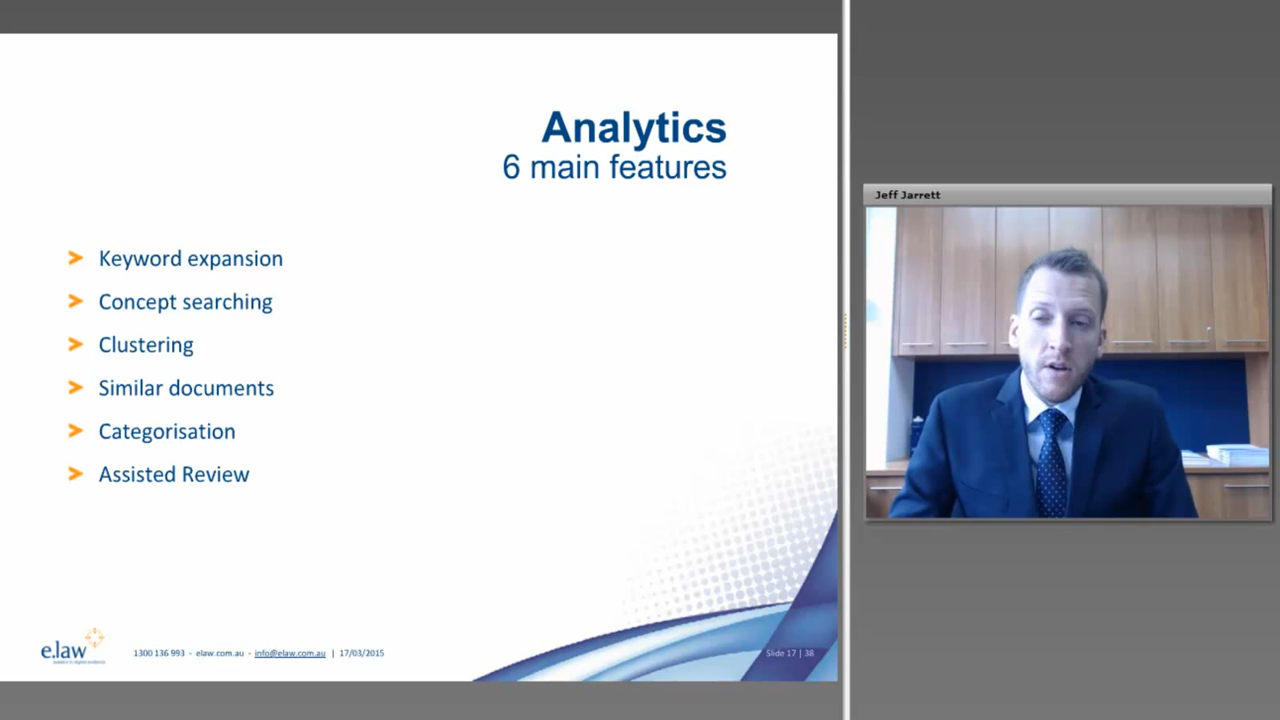 Analytics
6 main features
Keyword expansion
Concept searching
Clustering
Similar documents
Categorisation
Assisted Review
e.law
1300 136 993 - elaw.com.au - info@elaw.com.au | 17/03/2015
Slide 17 | 38
Jeff Jarrett